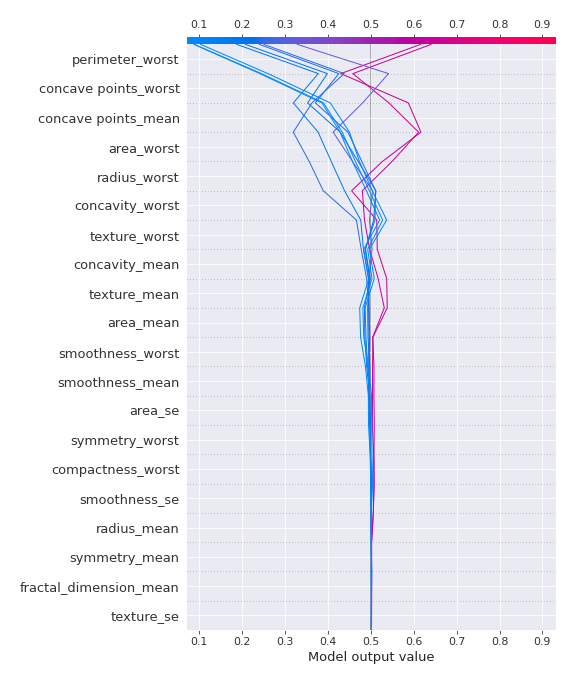 0.1 0.2 0.3 0.4 0.5 0.6 0.7 0.8 0.9
perimeter_worst
concave points_worst
concave points_mean
area_worst
radius_worst
concavity_worst
texture_worst
concavity_mean
texture_mean
area_mean
smoothness_worst
smoothness_mean
area_se
symmetry_worst
compactness_worst
smoothness_se
radius_mean
symmetry_mean
fractal_dimension_mean
texture_se
0.1 0.2 0.3 0.4 0.5 0.6 0.7 0.8 0.9
Model output value